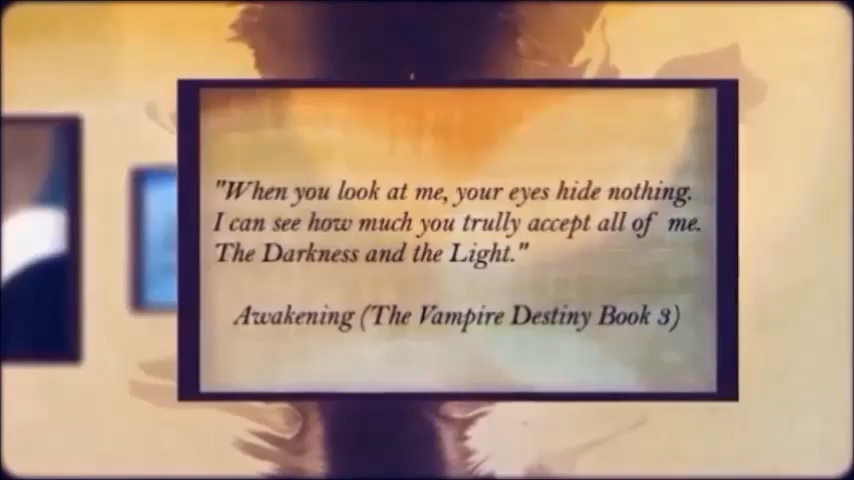 "When you look at me, your eyes hide nothing.
I can see how much you trully accept all of me.
The Darkness and the Light."
Awakening (The Vampire Destiny Book 3)